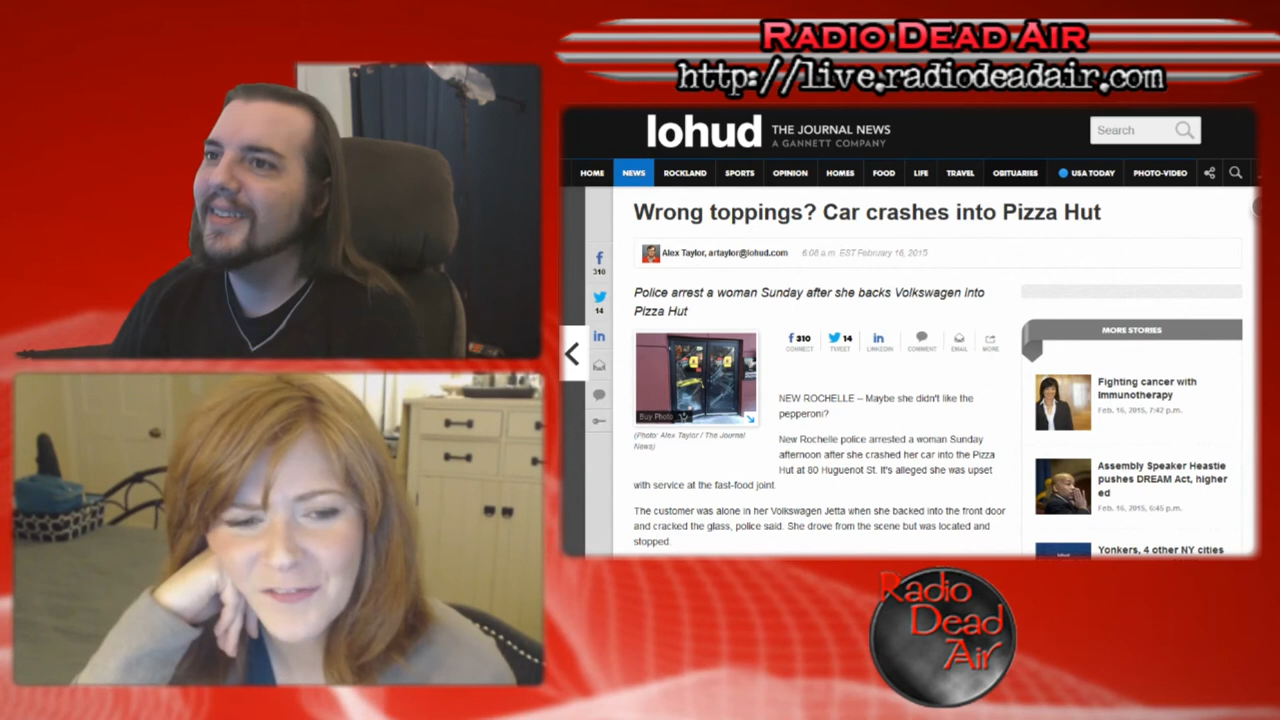 RADIO DEAD AIR
http://live.radiodeadair.com
lohud THE JOURNAL NEWS
A GANNETT COMPANY
Search
HOME NEWS ROCKLAND SPORTS OPINION HOMES FOOD LIFE TRAVEL OBITUARIES USA TODAY PHOTO-VIDEO
Wrong toppings? Car crashes into Pizza Hut
Alex Taylor, artaylor@lohud.com 6:08 a.m. EST February 16, 2015
310
14
Police arrest a woman Sunday after she backs Volkswagen into
Pizza Hut
310
CONNECT
14
TWEET
LINKEDIN
COMMENT
EMAIL
MORE
Buy Photo
(Photo: Alex Taylor / The Journal
News)
NEW ROCHELLE – Maybe she didn't like the
pepperoni?
New Rochelle police arrested a woman Sunday
afternoon after she crashed her car into the Pizza
Hut at 80 Huguenot St. It's alleged she was upset
with service at the fast-food joint.
The customer was alone in her Volkswagen Jetta when she backed into the front door
and cracked the glass, police said. She drove from the scene but was located and
stopped.
MORE STORIES
Fighting cancer with
Immunotherapy
Feb. 16, 2015, 7:42 p.m.
Assembly Speaker Heastie
pushes DREAM Act, higher
ed
Feb. 16, 2015, 6:45 p.m.
Yonkers, 4 other NY cities
Radio
Dead
Air